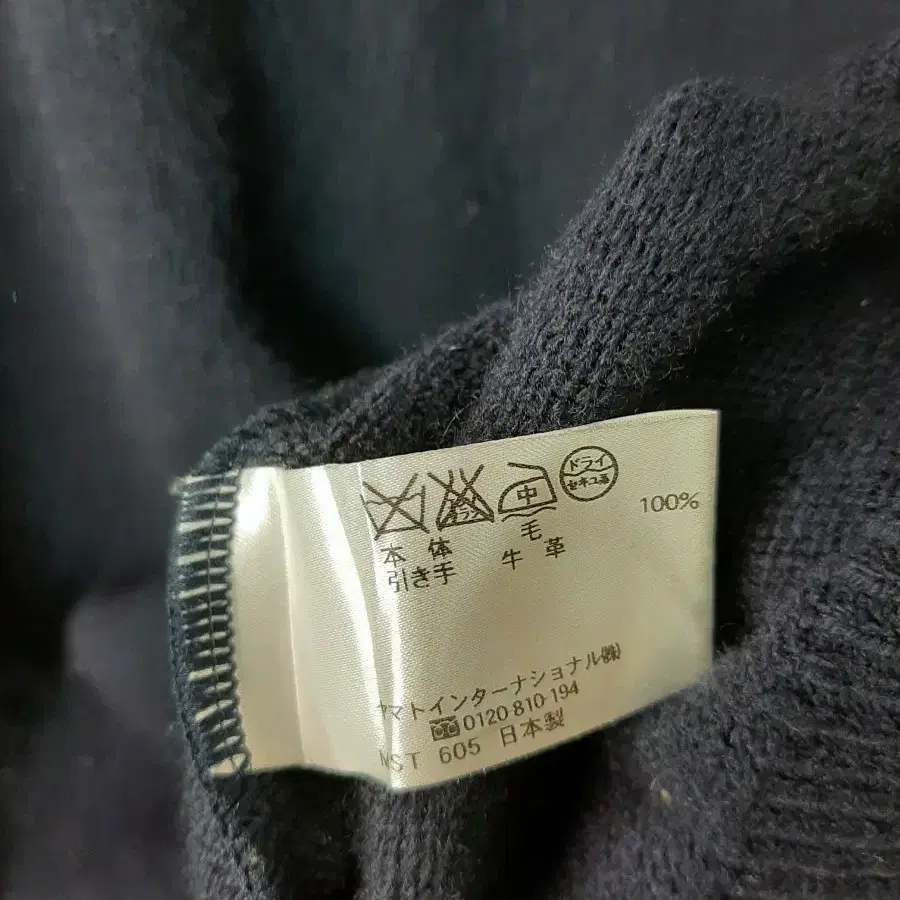 中 ドライ
セキユ系
本体 毛 100%
引き手 牛革
ヤマトインターナショナル㈱
0120-810-194
NST 605 日本製